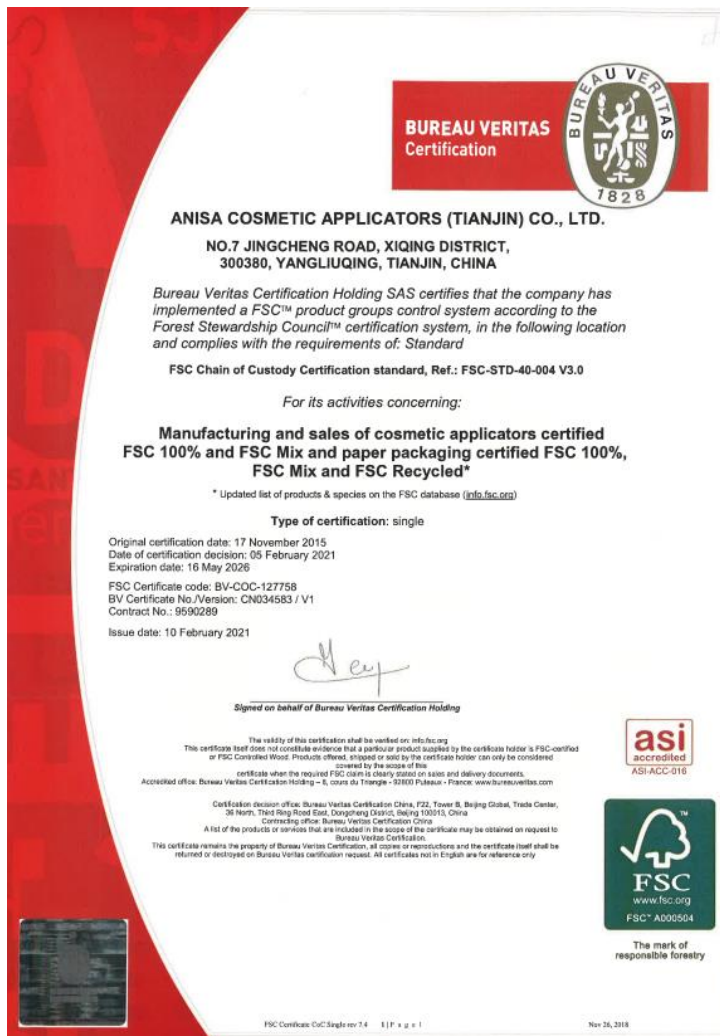 BUREAU VERITAS
Certification
BUREAU VERITAS
1828
ANISA COSMETIC APPLICATORS (TIANJIN) CO., LTD.
NO.7 JINGCHENG ROAD, XIQING DISTRICT,
300380, YANGLIUQING, TIANJIN, CHINA
Bureau Veritas Certification Holding SAS certifies that the company has
implemented a FSC™ product groups control system according to the
Forest Stewardship Council™ certification system, in the following location
and complies with the requirements of: Standard
FSC Chain of Custody Certification standard, Ref.: FSC-STD-40-004 V3.0
For its activities concerning:
Manufacturing and sales of cosmetic applicators certified
FSC 100% and FSC Mix and paper packaging certified FSC 100%,
FSC Mix and FSC Recycled*
* Updated list of products & species on the FSC database (info.fsc.org)
Type of certification: single
Original certification date: 17 November 2015
Date of certification decision: 05 February 2021
Expiration date: 16 May 2026
FSC Certificate code: BV-COC-127758
BV Certificate No./Version: CN034583 / V1
Contract No.: 9590289
Issue date: 10 February 2021
Signed on behalf of Bureau Veritas Certification Holding
The validity of this certification shall be verified on: info.fsc.org
This certificate itself does not constitute evidence that a particular product supplied by the certificate holder is FSC-certified
or FSC Controlled Wood. Products offered, shipped or sold by the certificate holder can only be considered
covered by the scope of this
certificate when the required FSC claim is clearly stated on sales and delivery documents.
Accredited office: Bureau Veritas Certification Holding – 8, cours du Triangle - 92800 Puteaux - France: www.bureauveritas.com
Certification decision office: Bureau Veritas Certification China, F22, Tower B, Beijing Global, Trade Center,
36 North, Third Ring Road East, Dongcheng District, Beijing 100013, China
Contracting office: Bureau Veritas Certification China
A list of the products or services that are included in the scope of the certificate may be obtained on request to
Bureau Veritas Certification.
This certificate remains the property of Bureau Veritas Certification, all copies or reproductions and the certificate itself shall be
returned or destroyed on Bureau Veritas certification request. All certificates not in English are for reference only
asi
accredited
ASI-ACC-016
FSC
www.fsc.org
FSC™ A000504
The mark of
responsible forestry
FSC Certificate CoC Single rev 7.4 1 | P a g e 1 Nov 26, 2018